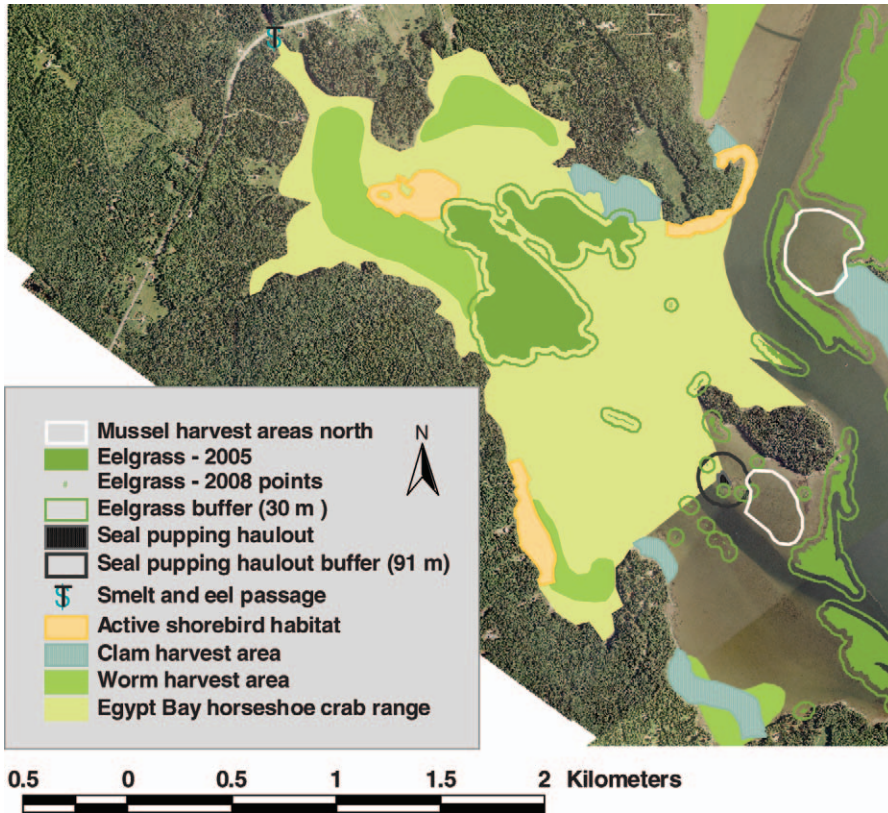 N
Mussel harvest areas north
Eelgrass - 2005
Eelgrass - 2008 points
Eelgrass buffer (30 m )
Seal pupping haulout
Seal pupping haulout buffer (91 m)
Smelt and eel passage
Active shorebird habitat
Clam harvest area
Worm harvest area
Egypt Bay horseshoe crab range
0.5 0 0.5 1 1.5 2 Kilometers